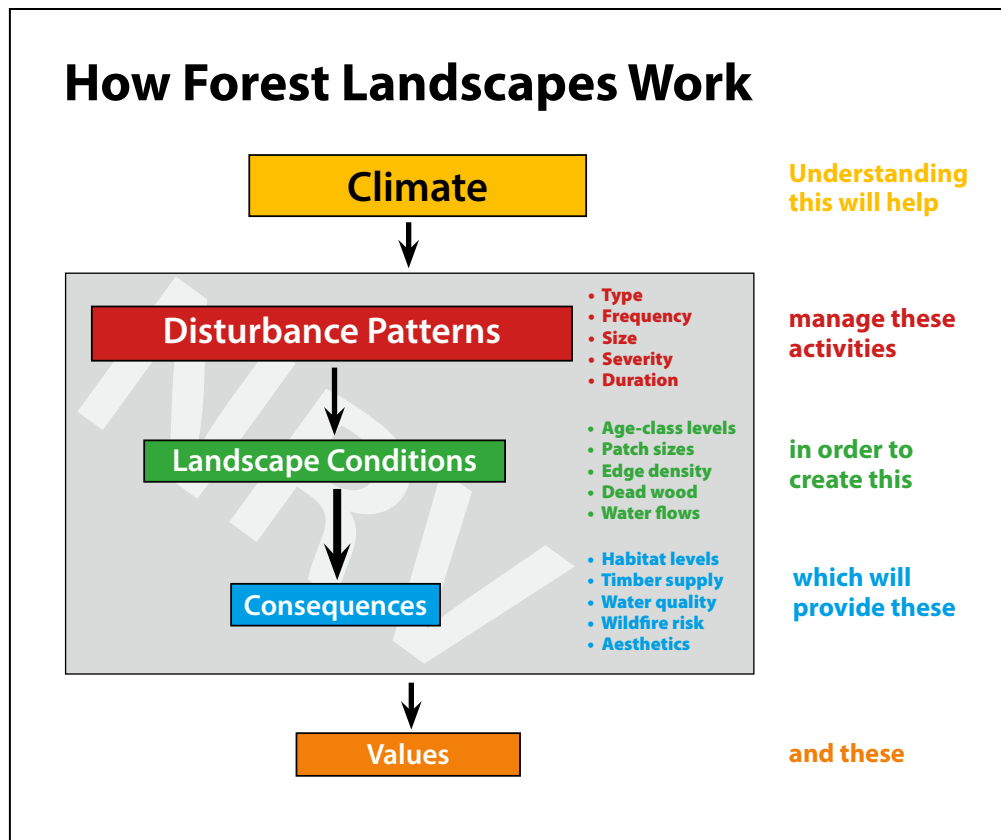 How Forest Landscapes Work
Climate
Understanding
this will help
NRV
Disturbance Patterns
• Type
• Frequency
• Size
• Severity
• Duration
manage these
activities
Landscape Conditions
• Age-class levels
• Patch sizes
• Edge density
• Dead wood
• Water flows
in order to
create this
Consequences
• Habitat levels
• Timber supply
• Water quality
• Wildfire risk
• Aesthetics
which will
provide these
Values
and these